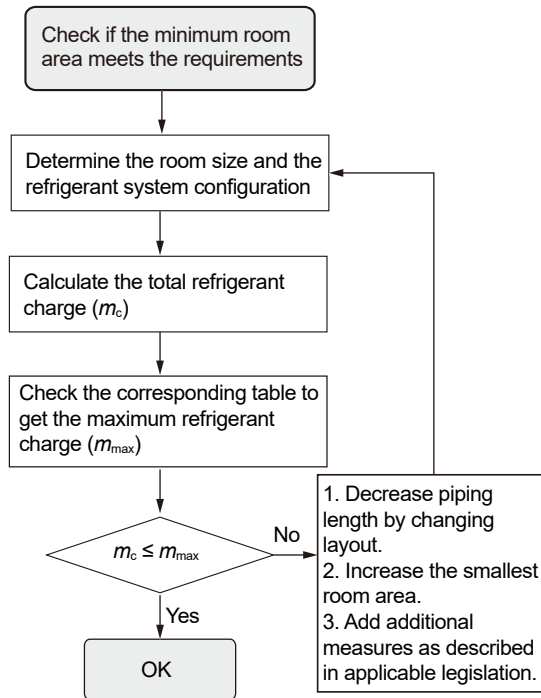 Check if the minimum room
area meets the requirements
Determine the room size and the
refrigerant system configuration
Calculate the total refrigerant
charge (mc)
Check the corresponding table to
get the maximum refrigerant
charge (mmax)
mc ≤ mmax
No
1. Decrease piping
length by changing
layout.
2. Increase the smallest
room area.
3. Add additional
measures as described
in applicable legislation.
Yes
OK